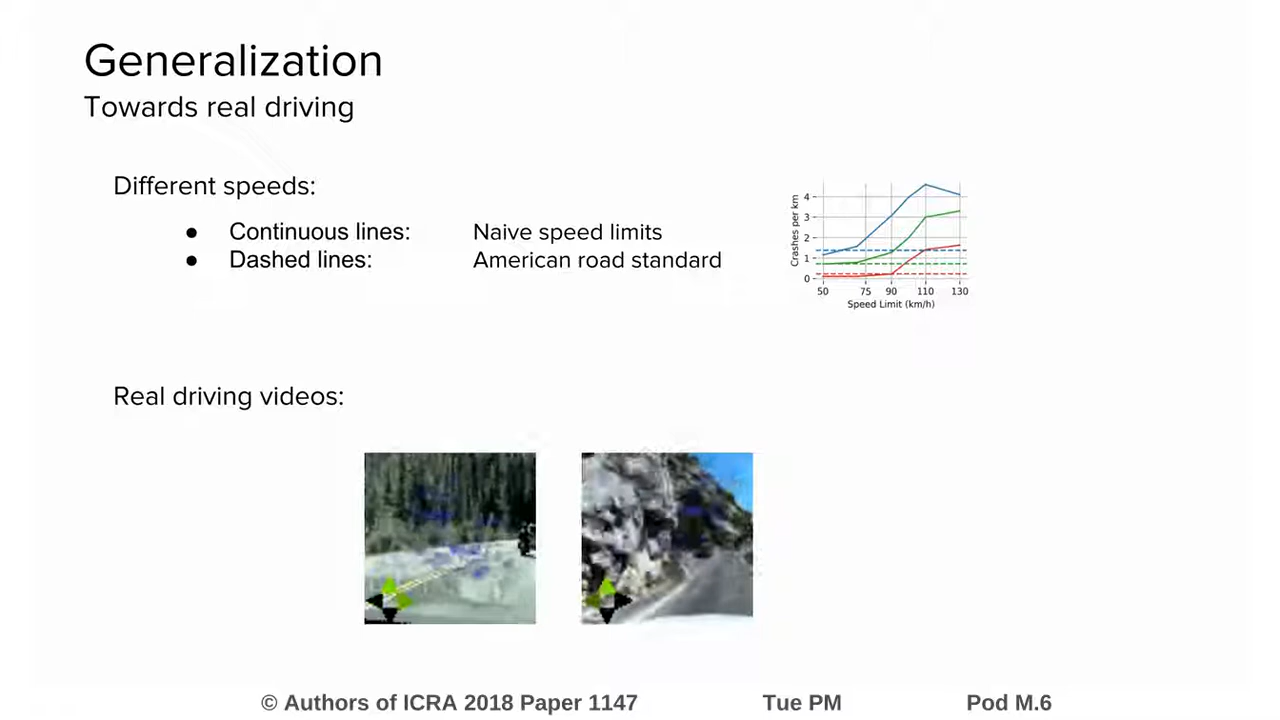 Generalization
Towards real driving
Different speeds:
● Continuous lines: Naive speed limits
● Dashed lines: American road standard
Crashes per km
4
3
2
1
0
50 75 90 110 130
Speed Limit (km/h)
Real driving videos:
© Authors of ICRA 2018 Paper 1147 Tue PM Pod M.6